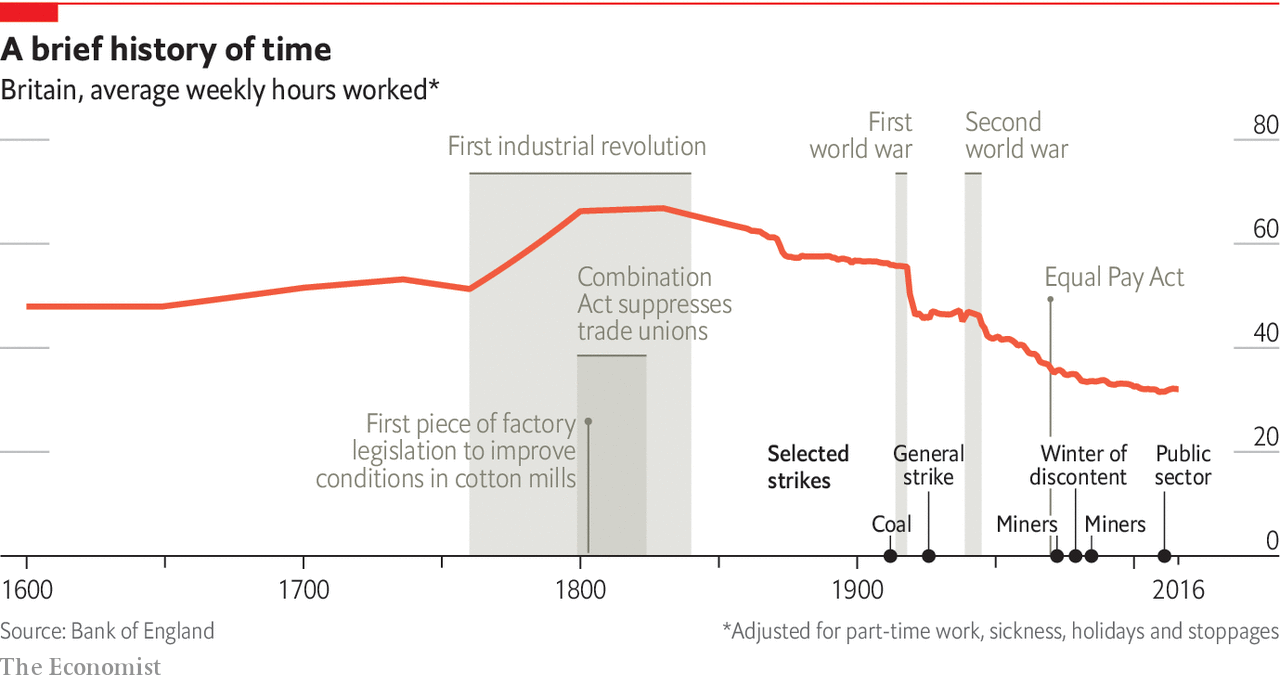 A brief history of time
Britain, average weekly hours worked*
First industrial revolution
First
world war
Second
world war
80
60
40
20
0
Equal Pay Act
Combination
Act suppresses
trade unions
First piece of factory
legislation to improve
conditions in cotton mills
Selected
strikes
Coal
General
strike
Miners
Winter of
discontent
Miners
Public
sector
1600
1700
1800
1900
2016
Source: Bank of England
*Adjusted for part-time work, sickness, holidays and stoppages
The Economist